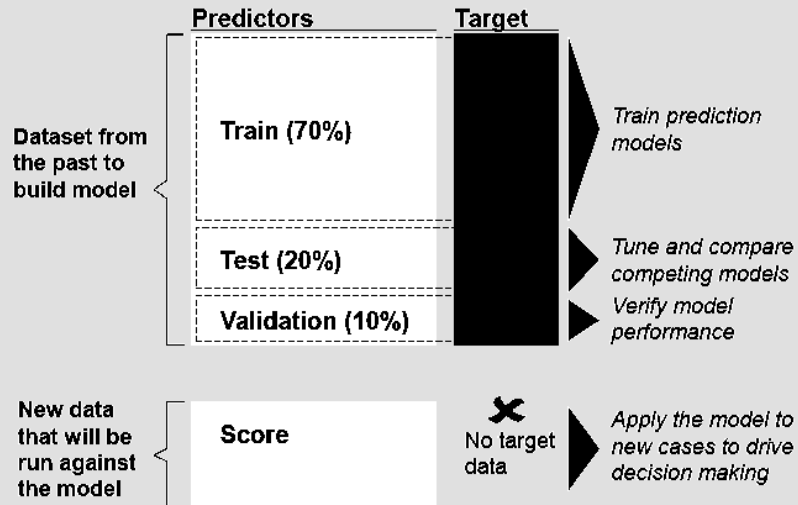 Predictors
Target
Dataset from
the past to
build model
Train (70%)
Train prediction
models
Test (20%)
Tune and compare
competing models
Validation (10%)
Verify model
performance
New data
that will be
run against
the model
Score
No target
data
Apply the model to
new cases to drive
decision making